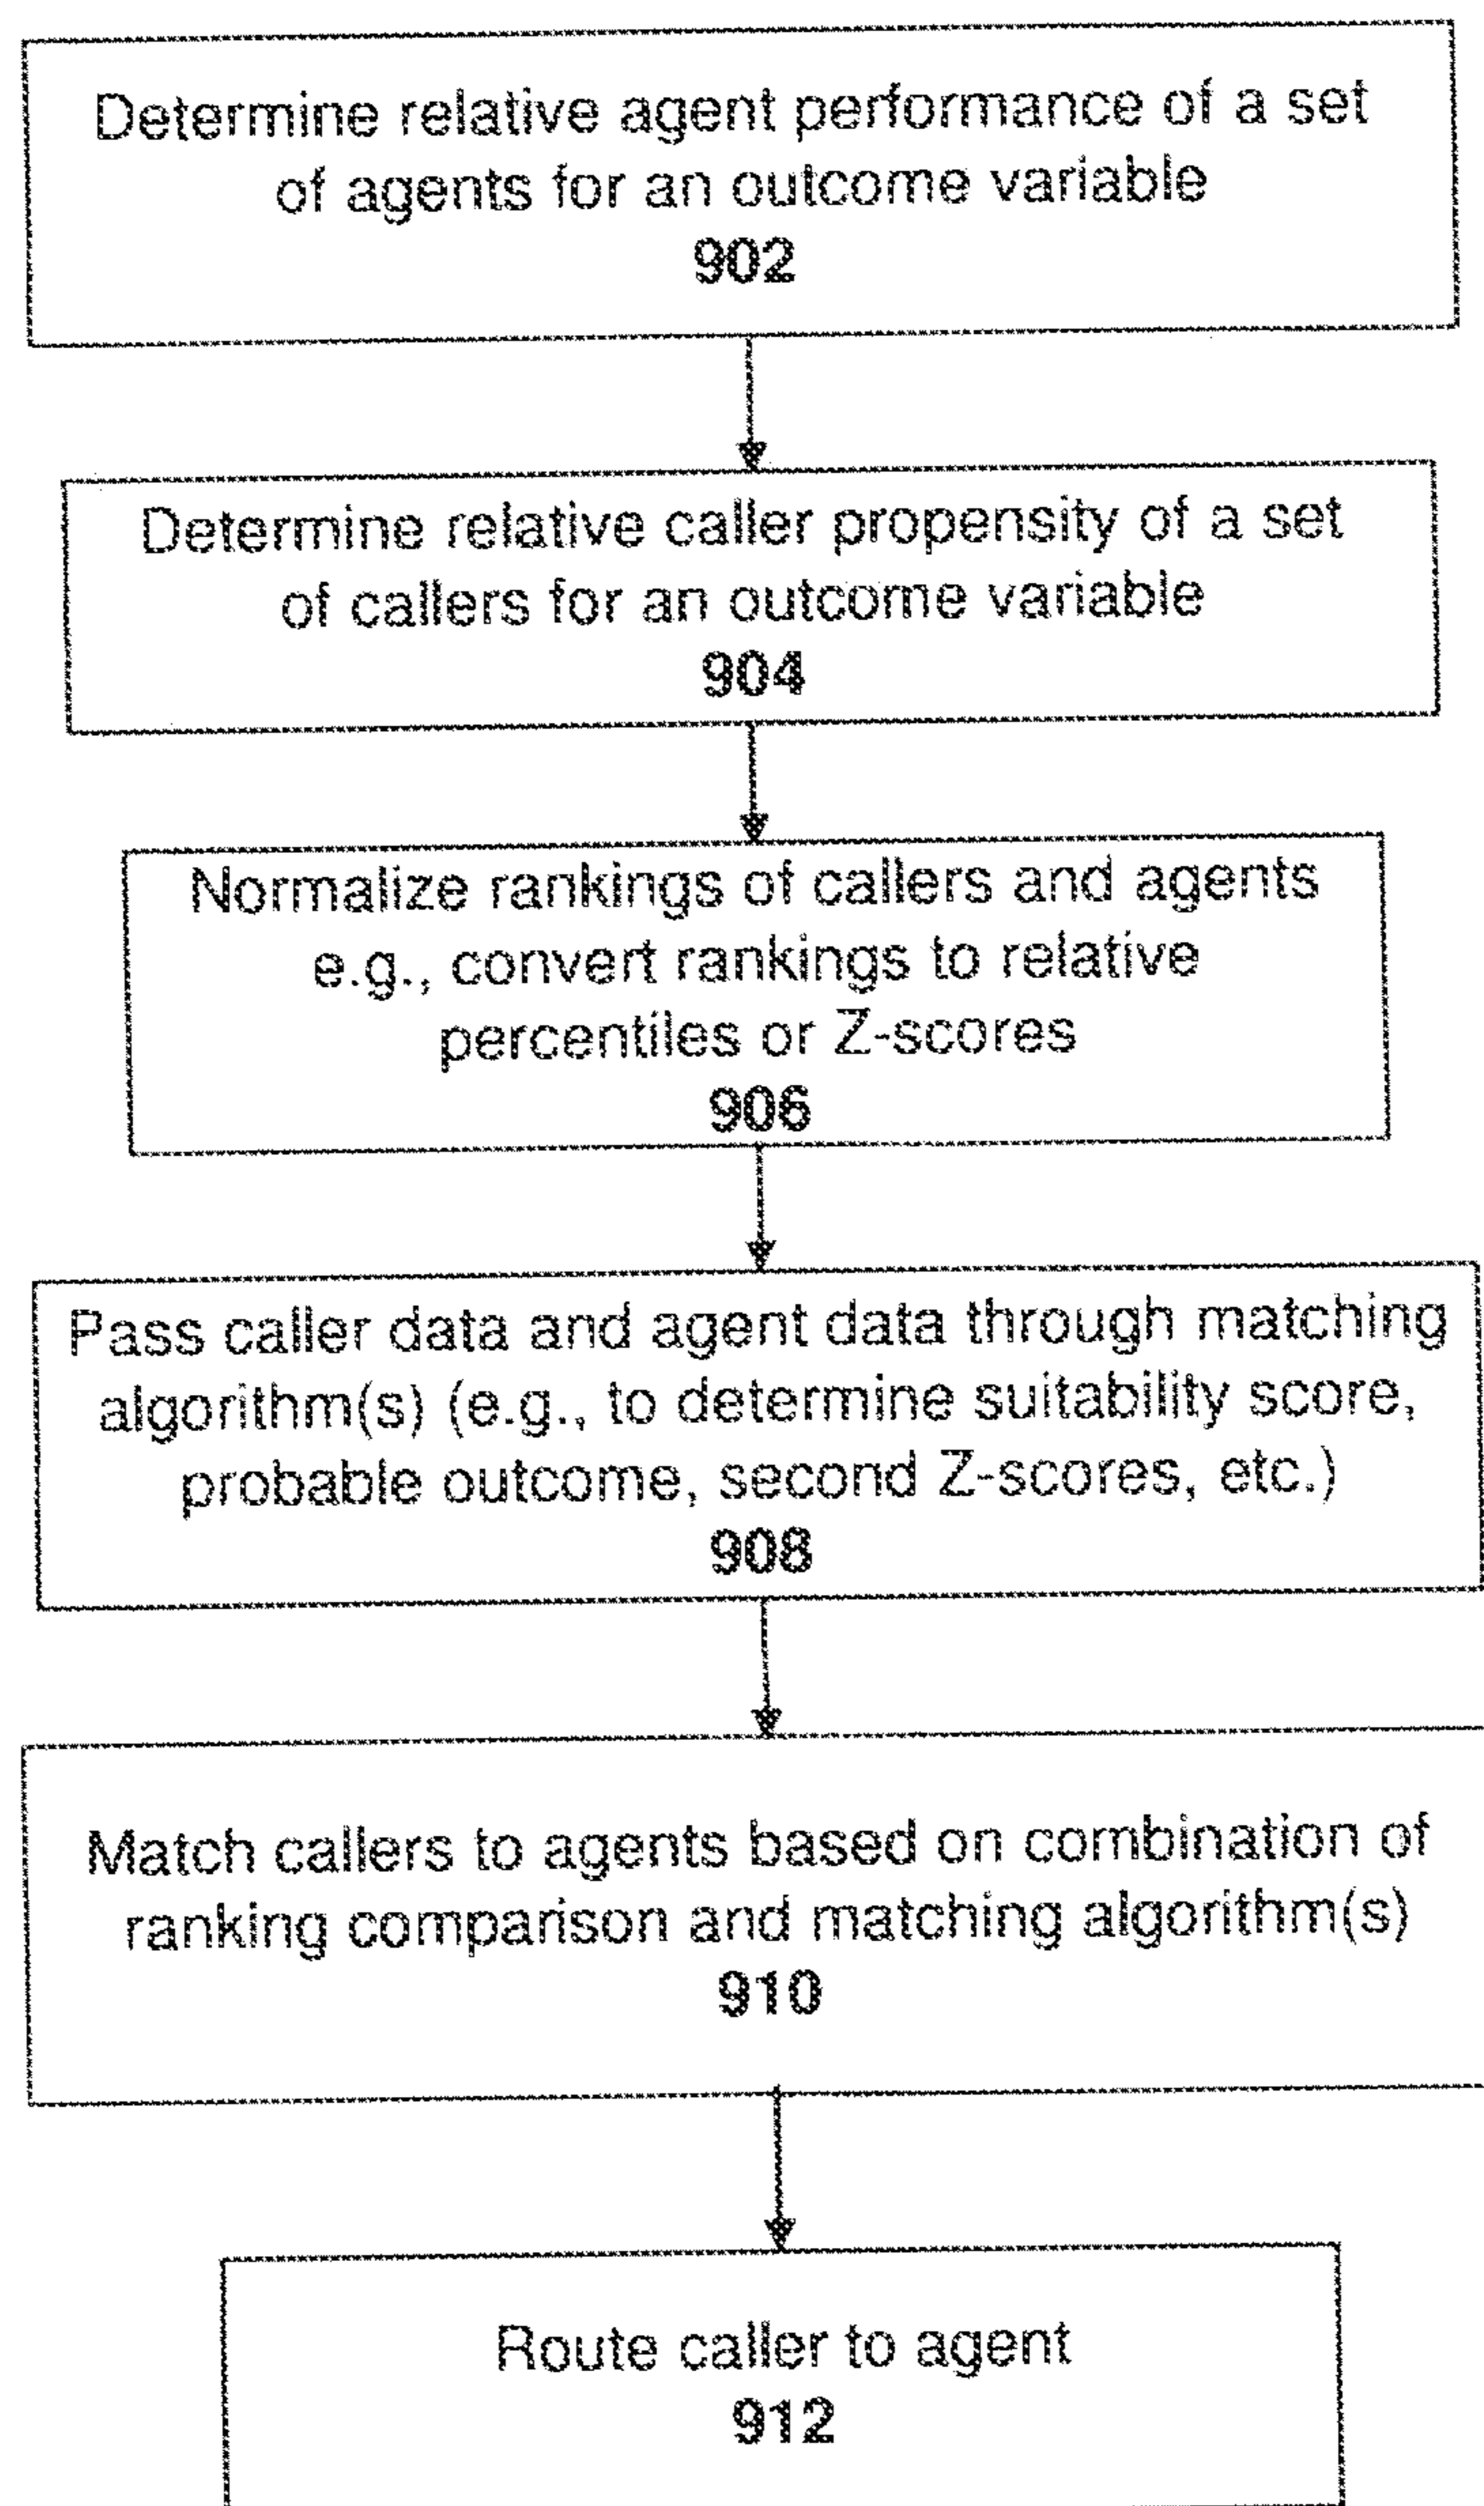 Determine relative agent performance of a set
of agents for an outcome variable
902
Determine relative caller propensity of a set
of callers for an outcome variable
904
Normalize rankings of callers and agents
e.g., convert rankings to relative
percentiles or Z-scores
906
Pass caller data and agent data through matching
algorithm(s) (e.g., to determine suitability score,
probable outcome, second Z-scores, etc.)
908
Match callers to agents based on combination of
ranking comparison and matching algorithm(s)
910
Route caller to agent
912